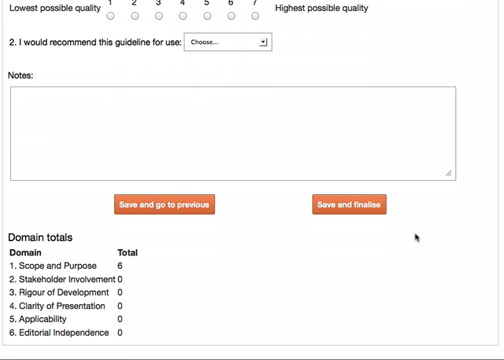 1 2 3 4 5 6 7
Lowest possible quality Highest possible quality
2. I would recommend this guideline for use: Choose...
Notes:
Save and go to previous Save and finalise
Domain totals
Domain Total
1. Scope and Purpose 6
2. Stakeholder Involvement 0
3. Rigour of Development 0
4. Clarity of Presentation 0
5. Applicability 0
6. Editorial Independence 0